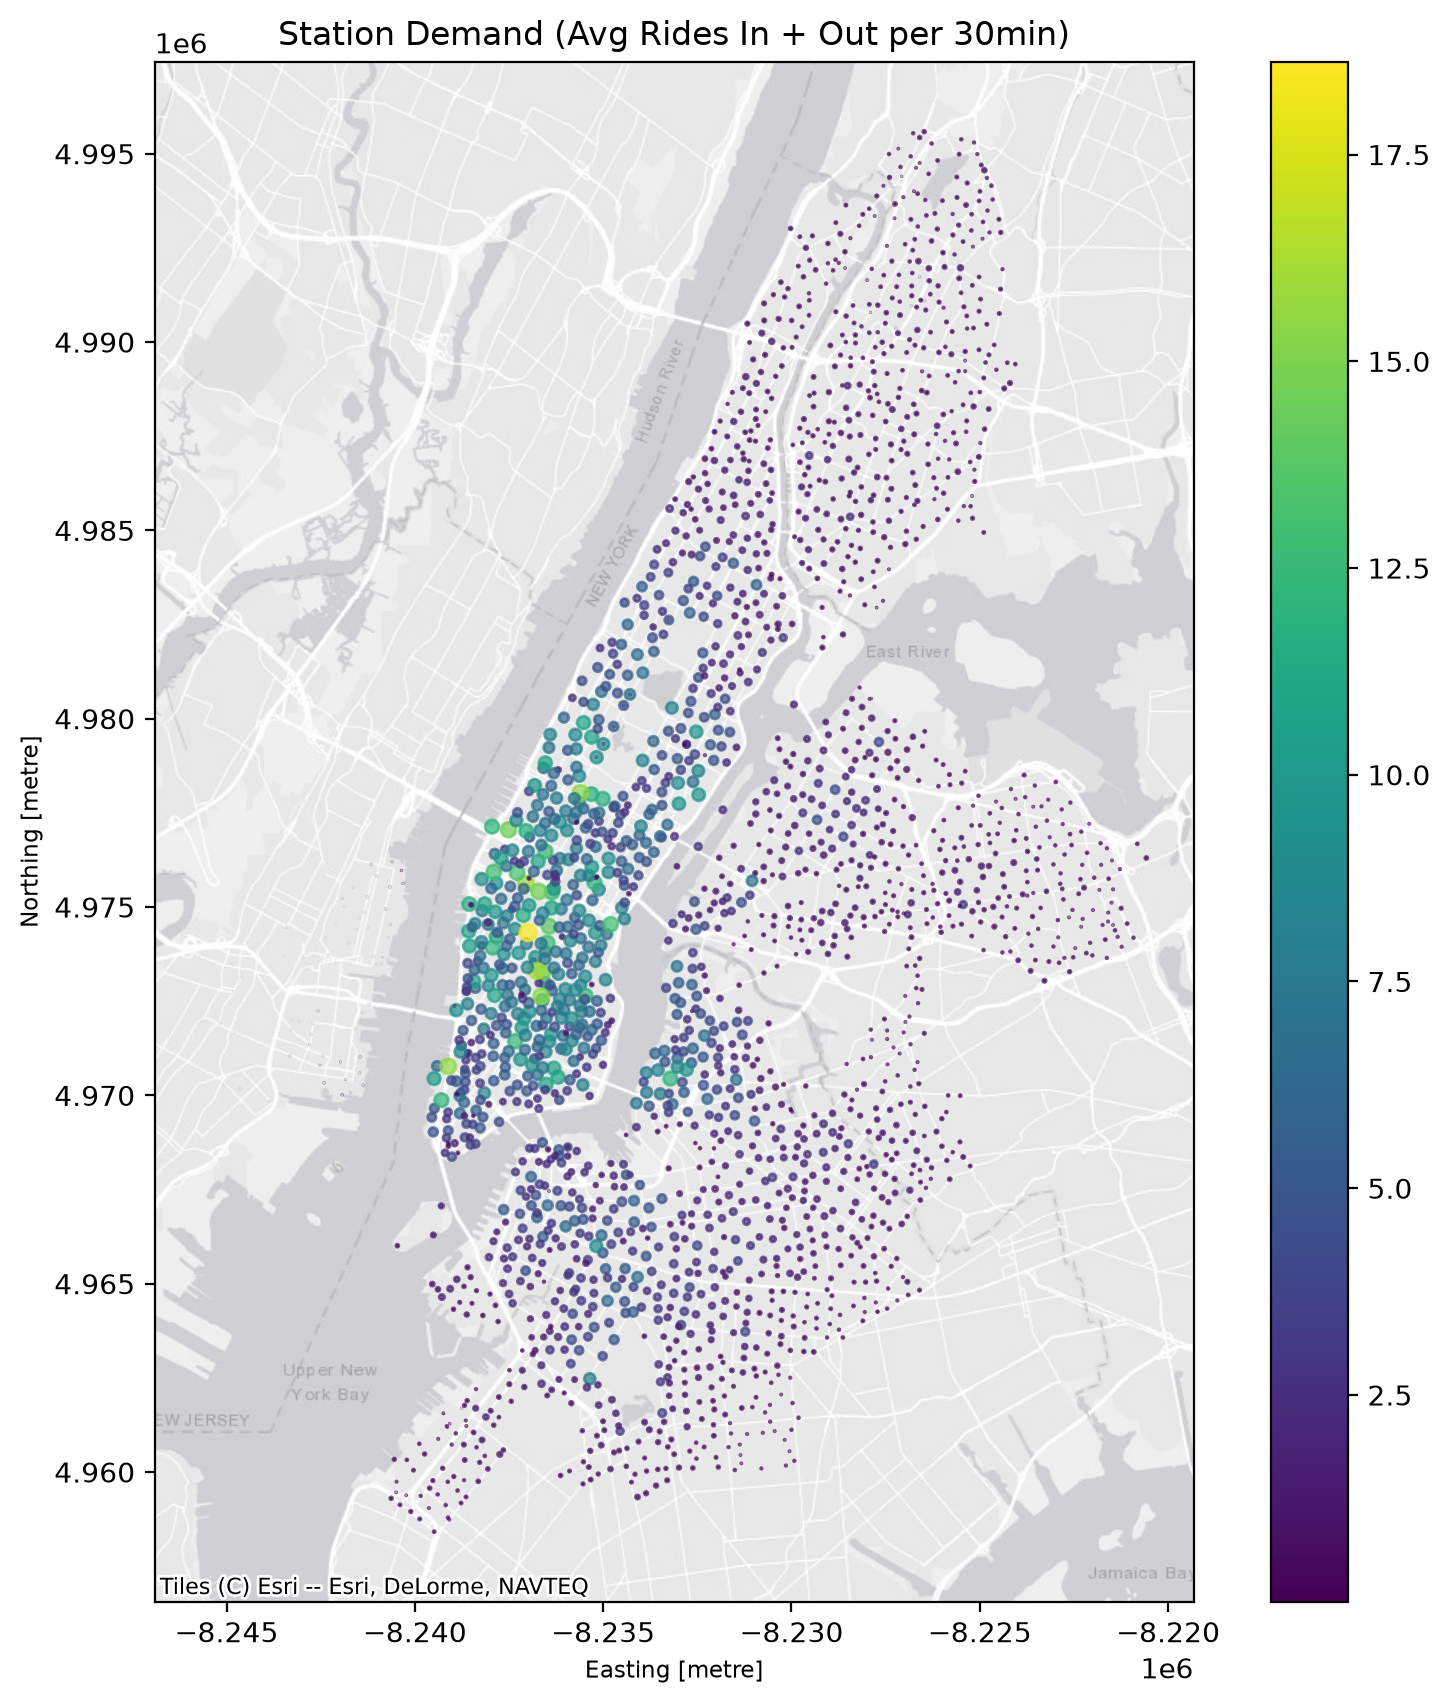 Station Demand (Avg Rides In + Out per 30min)
1e6
4.995
4.990
4.985
4.980
4.975
4.970
4.965
4.960
Northing [metre]
Hudson River
NEW YORK
East River
Upper New
York Bay
EW JERSEY
Jamaica Bay
Tiles (C) Esri -- Esri, DeLorme, NAVTEQ
−8.245
−8.240
−8.235
−8.230
−8.225
−8.220
1e6
Easting [metre]
17.5
15.0
12.5
10.0
7.5
5.0
2.5